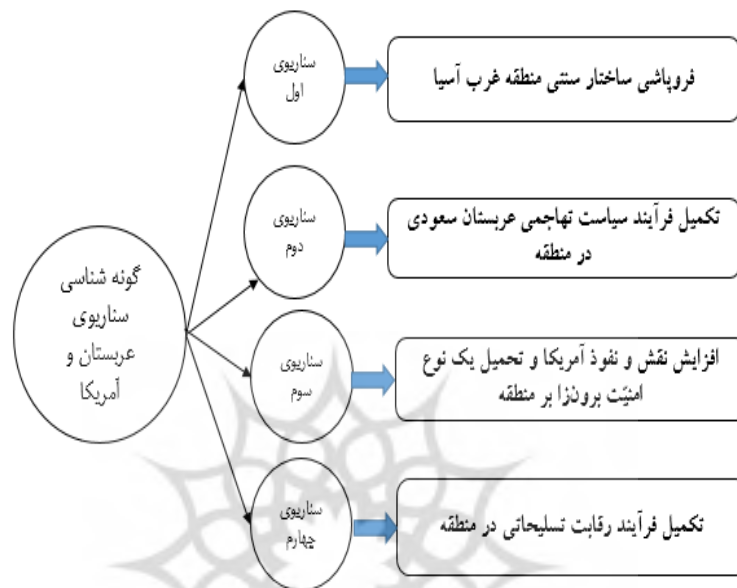 گونه شناسی
سناریوی
عربستان و
آمریکا
سناریوی
اول
فروپاشی ساختار سنتی منطقه غرب آسیا
سناریوی
دوم
تکمیل فرآیند سیاست تهاجمی عربستان سعودی
در منطقه
سناریوی
سوم
افزایش نقش و نفوذ آمریکا و تحمیل یک نوع
امنیّت برون‌زا بر منطقه
سناریوی
چهارم
تکمیل فرآیند رقابت تسلیحاتی در منطقه